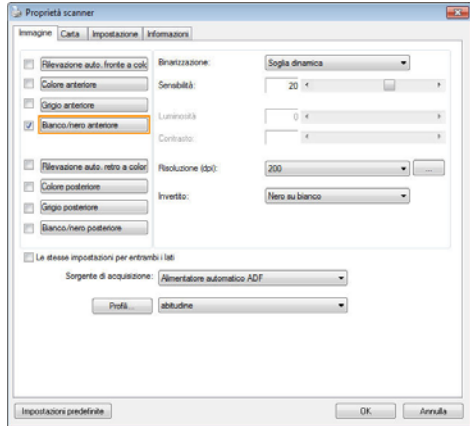 Proprietà scanner
Immagine Carta Impostazione Informazioni
Rilevazione auto. fronte a colo
Colore anteriore
Grigio anteriore
Bianco/nero anteriore
Rilevazione auto. retro a color
Colore posteriore
Grigio posteriore
Bianco/nero posteriore
Binarizzazione: Soglia dinamica
Sensibilità: 20
Luminosità 0
Contrasto:
Risoluzione (dpi): 200 ...
Invertito: Nero su bianco
Le stesse impostazioni per entrambi i lati
Sorgente di acquisizione: Alimentatore automatico ADF
Profili... abitudine
Impostazioni predefinite OK Annulla